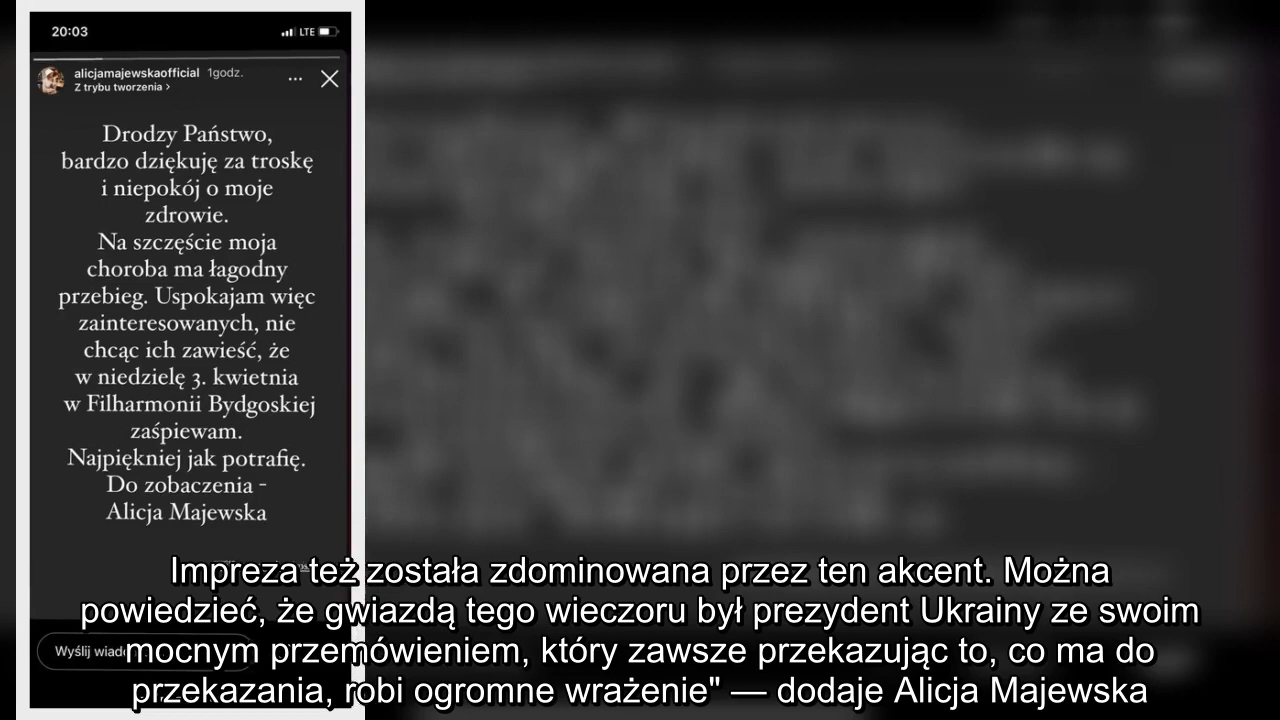 20:03
LTE
alicjamajewskaofficial 1godz.
Z trybu tworzenia >
Drodzy Państwo,
bardzo dziękuję za troskę
i niepokój o moje
zdrowie.
Na szczęście moja
choroba ma łagodny
przebieg. Uspokajam więc
zainteresowanych, nie
chcąc ich zawieść, że
w niedzielę 3. kwietnia
w Filharmonii Bydgoskiej
zaśpiewam.
Najpiękniej jak potrafię.
Do zobaczenia -
Alicja Majewska
Impreza też została zdominowana przez ten akcent. Można
powiedzieć, że gwiazdą tego wieczoru był prezydent Ukrainy ze swoim
Wyślij
mocnym przemówieniem, który zawsze przekazując to, co ma do
przekazania, robi ogromne wrażenie" — dodaje Alicja Majewska